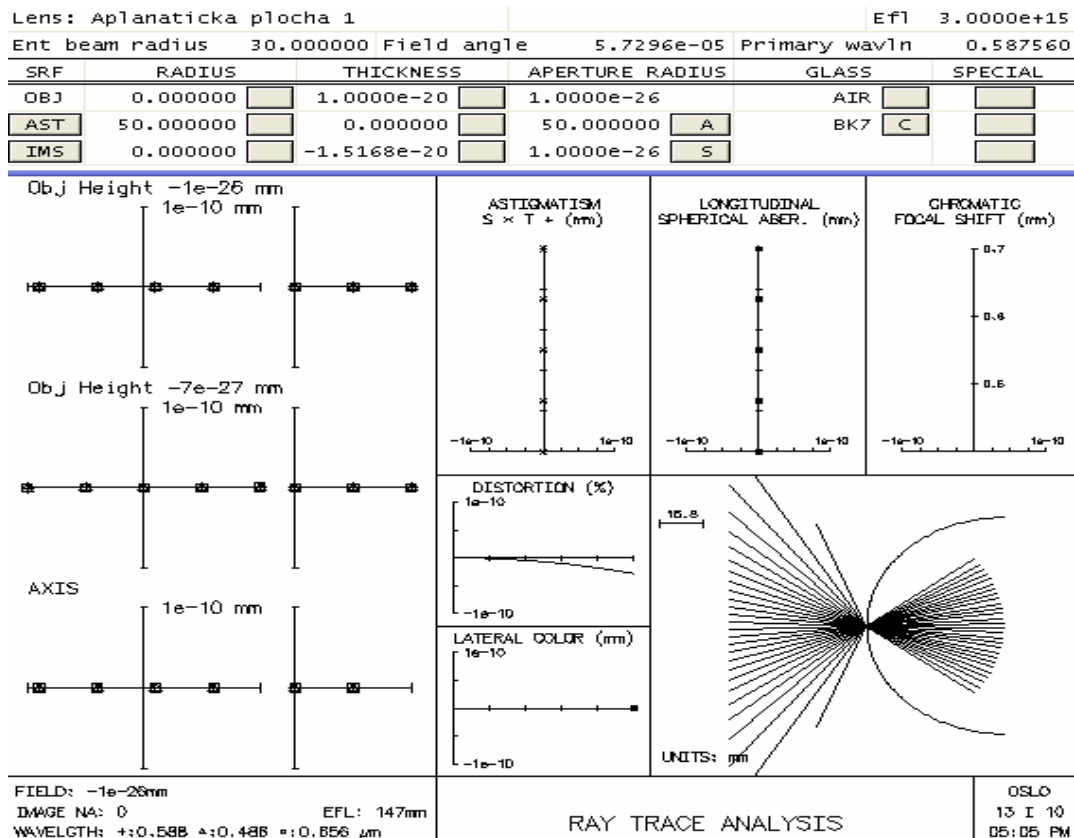 Lens: Aplanaticka plocha 1 Efl 3.0000e+15
Ent beam radius 30.000000 Field angle 5.7296e-05 Primary wavln 0.587560
SRF RADIUS THICKNESS APERTURE RADIUS GLASS SPECIAL
OBJ 0.000000 1.0000e-20 1.0000e-26 AIR
AST 50.000000 0.000000 50.000000 A BK7 C
IMS 0.000000 -1.5168e-20 1.0000e-26 S
Obj Height -1e-26 mm
1e-10 mm
Obj Height -7e-27 mm
1e-10 mm
AXIS
1e-10 mm
ASTIGMATISM
S × T + (mm)
-1e-10 1e-10
LONGITUDINAL
SPHERICAL ABER. (mm)
-1e-10 1e-10
CHROMATIC
FOCAL SHIFT (mm)
0.7
0.6
0.5
-1e-10 1e-10
DISTORTION (%)
1e-10
-1e-10
LATERAL COLOR (mm)
1e-10
-1e-10
15.8
UNITS: mm
FIELD: -1e-26mm
IMAGE NA: 0 EFL: 147mm
WAVELGTH: +:0.588 ▵:0.486 ▫:0.656 µm
RAY TRACE ANALYSIS
OSLO
13 I 10
05:05 PM